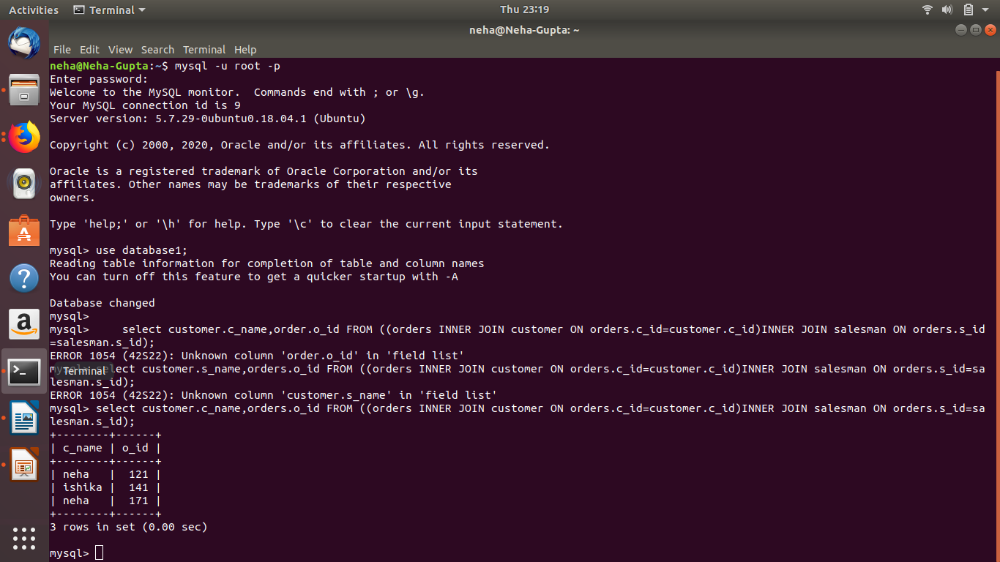 Activities Terminal Thu 23:19
neha@Neha-Gupta: ~
File Edit View Search Terminal Help
neha@Neha-Gupta:~$ mysql -u root -p
Enter password:
Welcome to the MySQL monitor.  Commands end with ; or \g.
Your MySQL connection id is 9
Server version: 5.7.29-0ubuntu0.18.04.1 (Ubuntu)

Copyright (c) 2000, 2020, Oracle and/or its affiliates. All rights reserved.

Oracle is a registered trademark of Oracle Corporation and/or its
affiliates. Other names may be trademarks of their respective
owners.

Type 'help;' or '\h' for help. Type '\c' to clear the current input statement.

mysql> use database1;
Reading table information for completion of table and column names
You can turn off this feature to get a quicker startup with -A

Database changed
mysql>
mysql>     select customer.c_name,order.o_id FROM ((orders INNER JOIN customer ON orders.c_id=customer.c_id)INNER JOIN salesman ON orders.s_id
=salesman.s_id);
ERROR 1054 (42S22): Unknown column 'order.o_id' in 'field list'
mysql> select customer.s_name,orders.o_id FROM ((orders INNER JOIN customer ON orders.c_id=customer.c_id)INNER JOIN salesman ON orders.s_id=sa
Terminal
lesman.s_id);
ERROR 1054 (42S22): Unknown column 'customer.s_name' in 'field list'
mysql> select customer.c_name,orders.o_id FROM ((orders INNER JOIN customer ON orders.c_id=customer.c_id)INNER JOIN salesman ON orders.s_id=sa
lesman.s_id);
+--------+------+
| c_name | o_id |
+--------+------+
| neha   |  121 |
| ishika |  141 |
| neha   |  171 |
+--------+------+
3 rows in set (0.00 sec)

mysql>